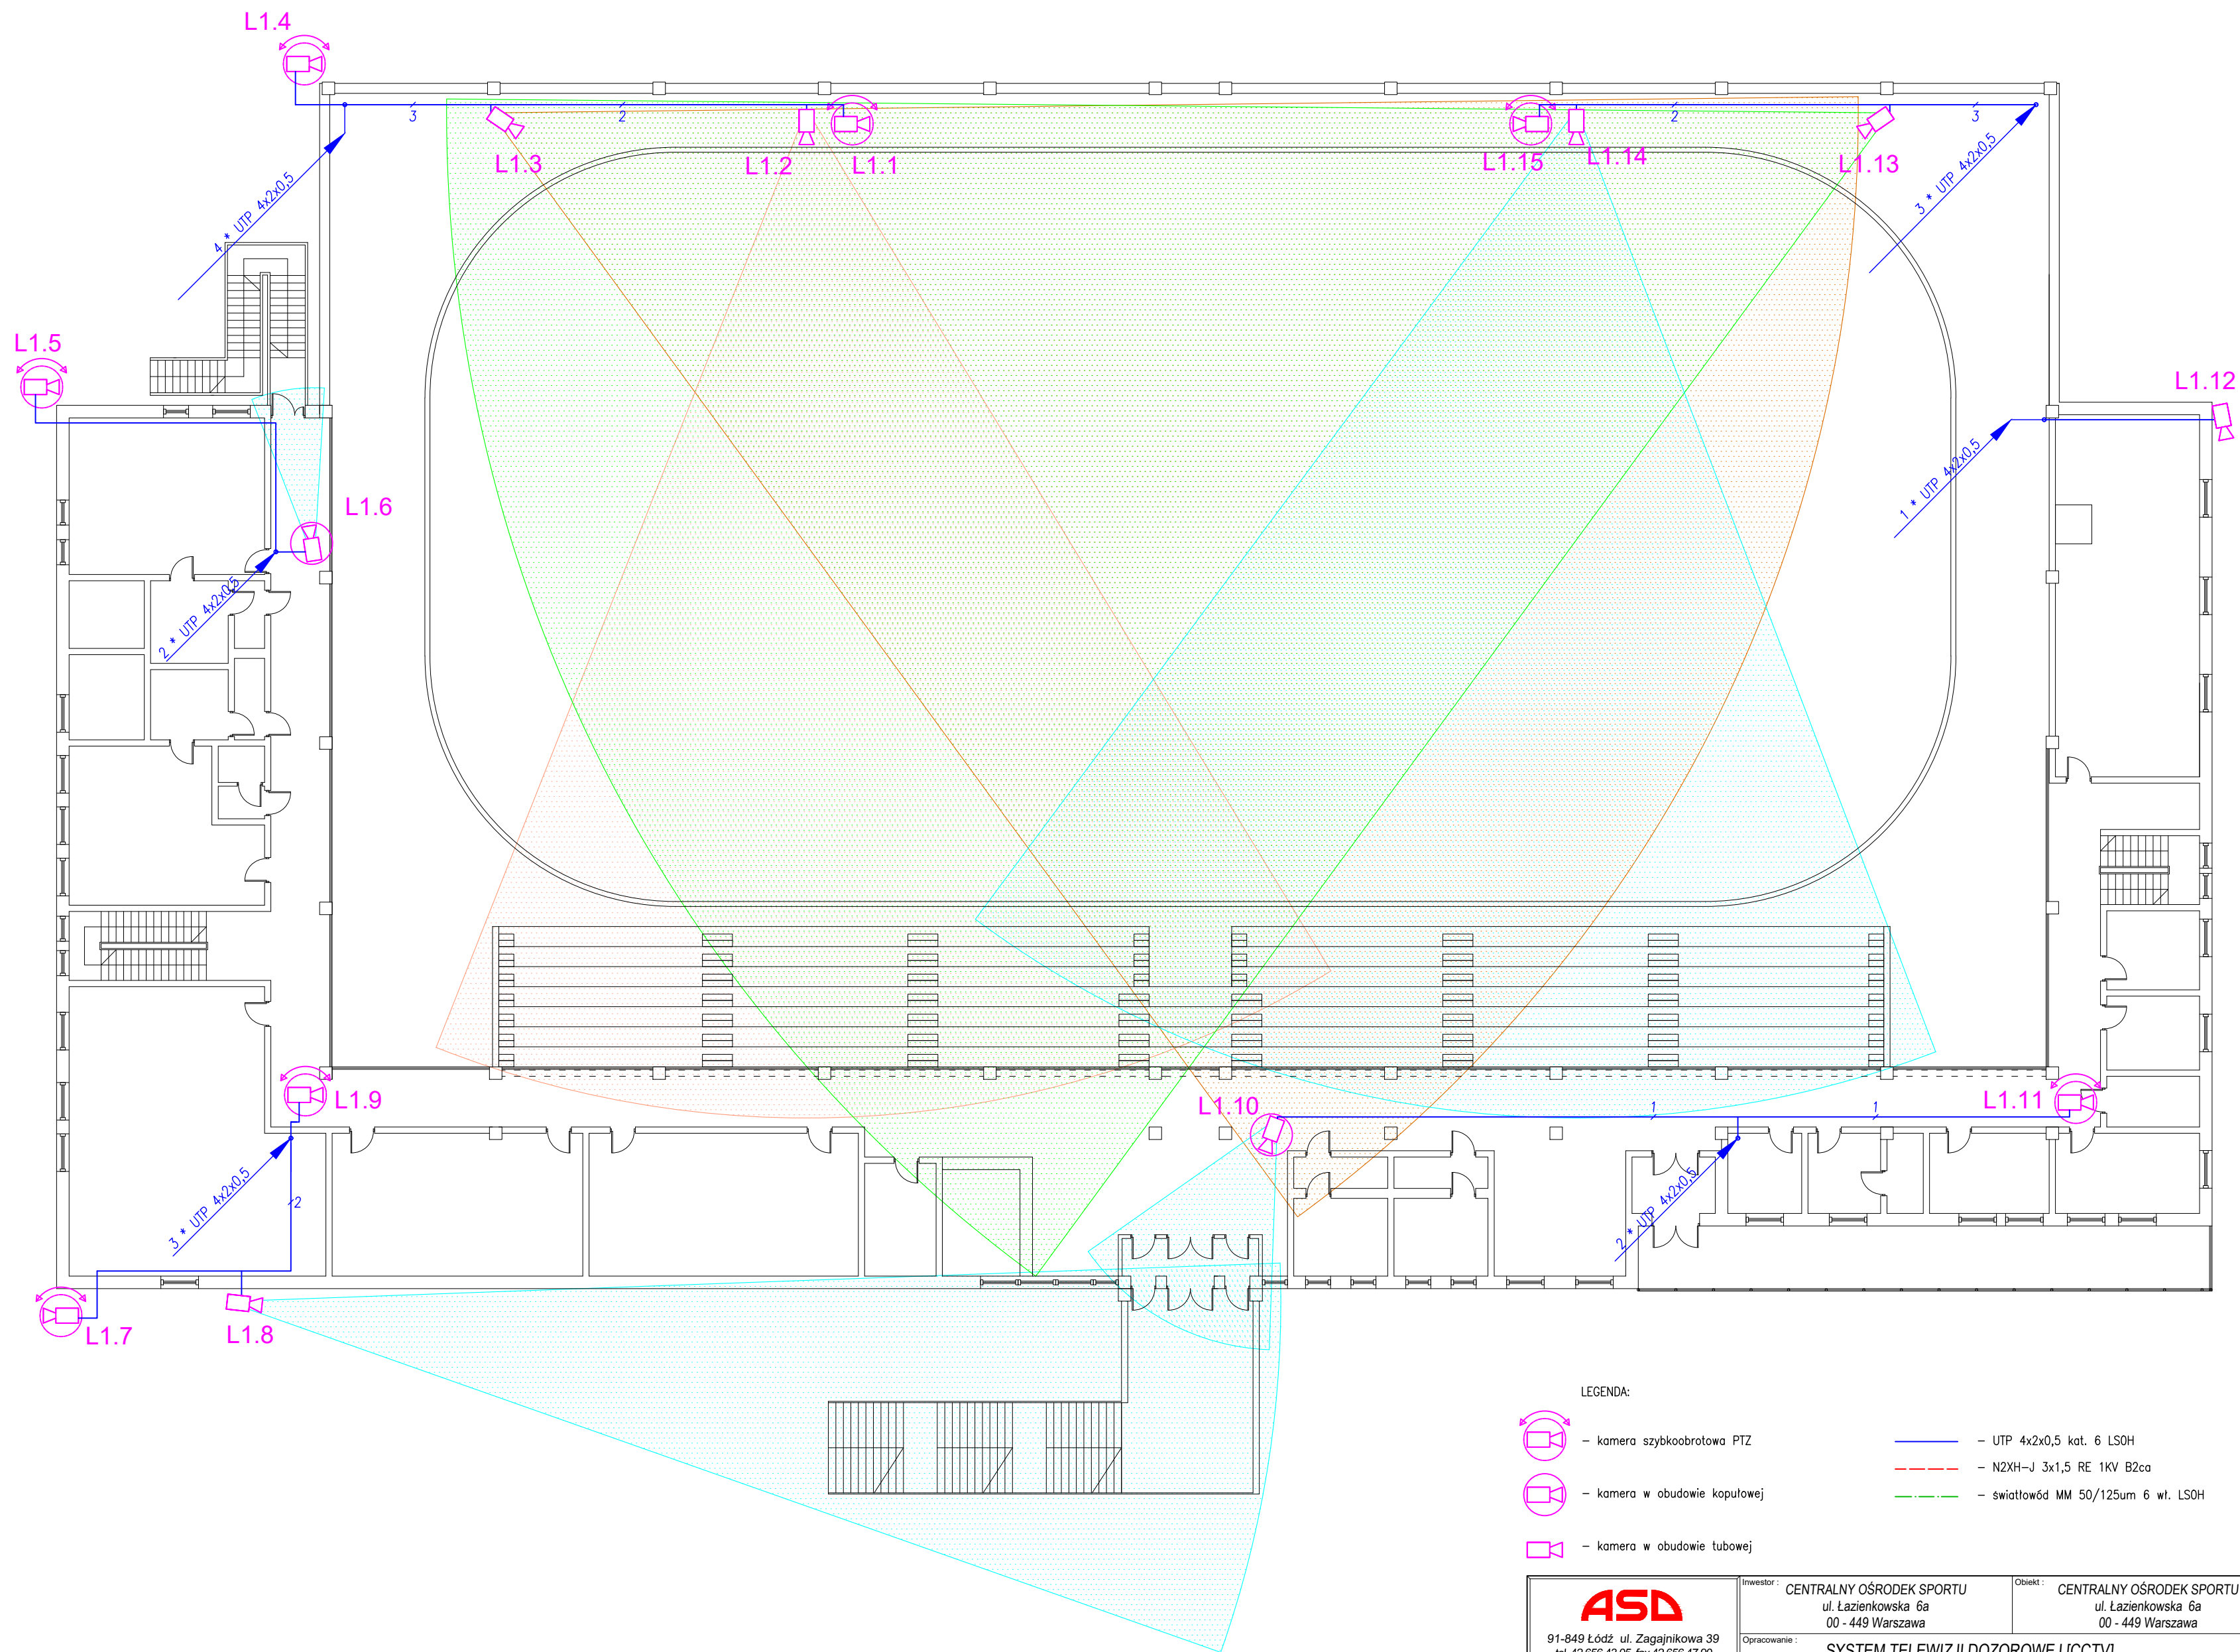 L1.4
3
2
L1.3
L1.2
L1.1
L1.15
L1.14
L1.13
2
3
4 * UTP 4x2x0,5
3 * UTP 4x2x0,5
L1.5
L1.12
1 * UTP 4x2x0,5
L1.6
2 * UTP 4x2x0,5
L1.9
L1.10
1
1
L1.11
3 * UTP 4x2x0,5
2
2 * UTP 4x2x0,5
L1.7
L1.8
LEGENDA:
– kamera szybkoobrotowa PTZ
– kamera w obudowie kopułowej
– kamera w obudowie tubowej
– UTP 4x2x0,5 kat. 6 LS0H
– N2XH-J 3x1,5 RE 1KV B2ca
– światłowód MM 50/125um 6 wł. LS0H
ASD
91-849 Łódź ul. Zagajnikowa 39
Inwestor :
CENTRALNY OŚRODEK SPORTU
ul. Łazienkowska 6a
00 - 449 Warszawa
Obiekt :
CENTRALNY OŚRODEK SPORTU
ul. Łazienkowska 6a
00 - 449 Warszawa
Opracowanie :
SYSTEM TELEWIZJI DOZOROWEJ [CCTV]